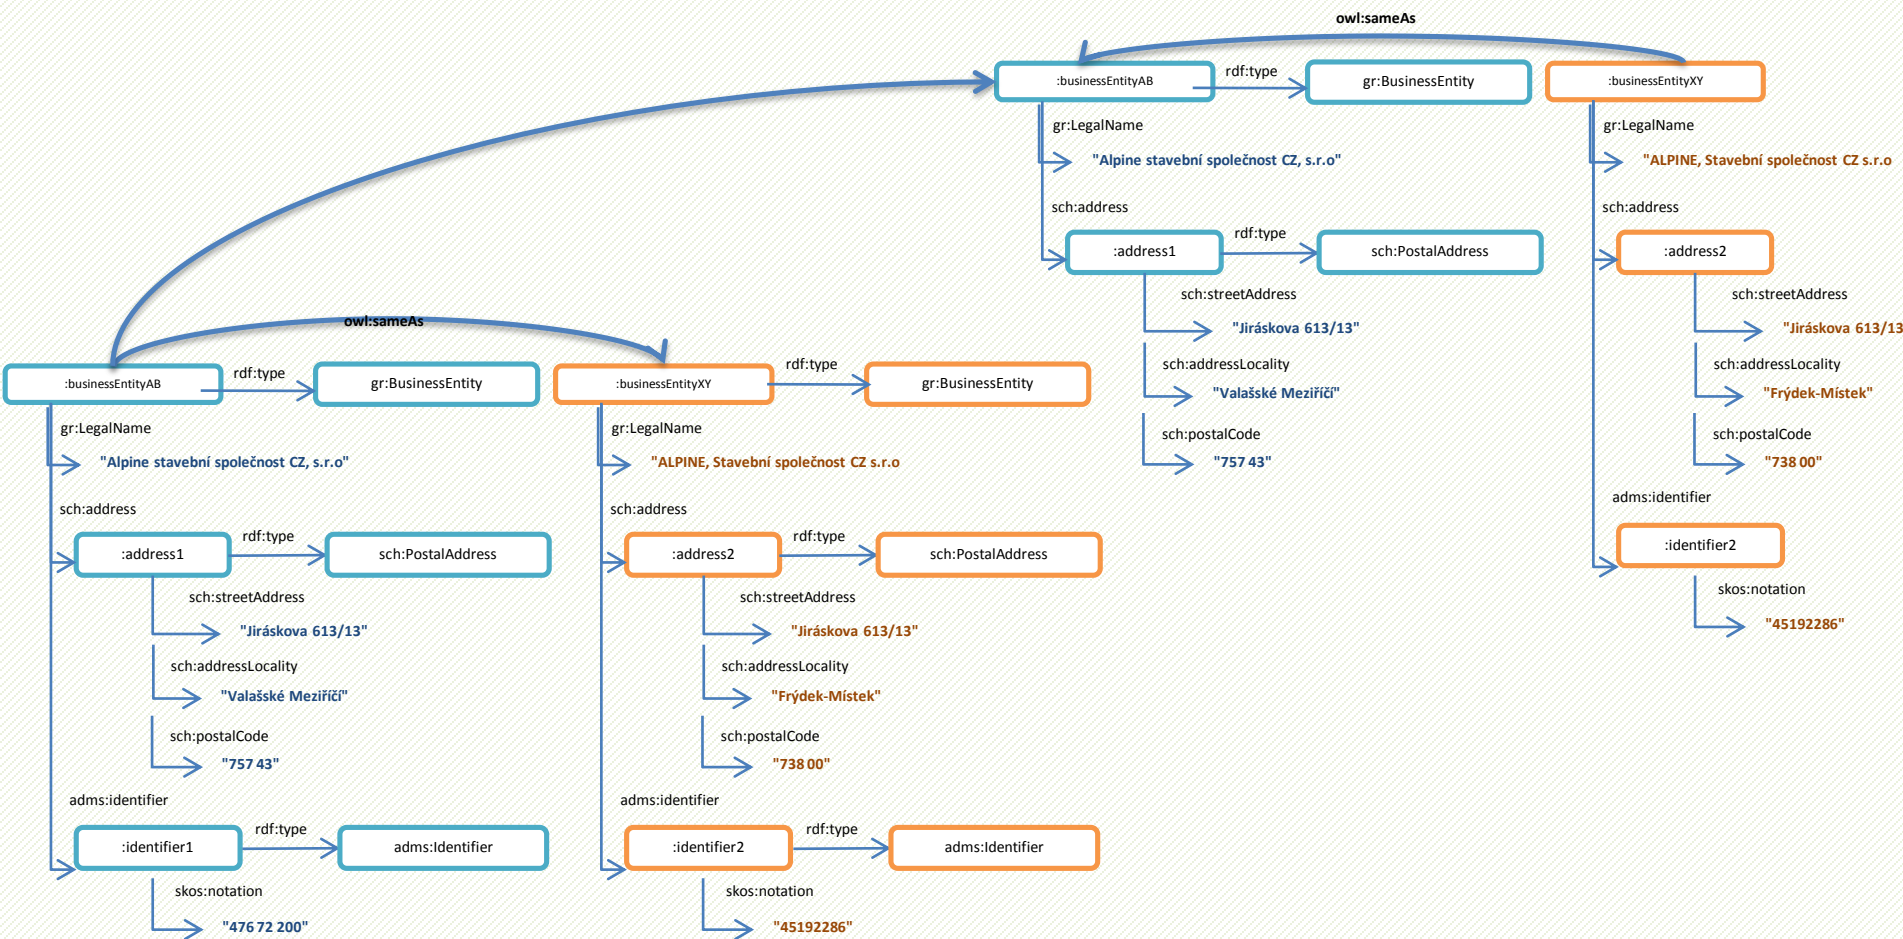 owl:sameAs
:businessEntityAB
rdf:type
gr:BusinessEntity
:businessEntityXY
gr:LegalName
gr:LegalName
"Alpine stavební společnost CZ, s.r.o"
"ALPINE, Stavební společnost CZ s.r.o
sch:address
sch:address
:address1
rdf:type
sch:PostalAddress
:address2
sch:streetAddress
sch:streetAddress
"Jiráskova 613/13"
"Jiráskova 613/13
sch:addressLocality
sch:addressLocality
"Valašské Meziříčí"
"Frýdek-Místek"
sch:postalCode
sch:postalCode
"757 43"
"738 00"
adms:identifier
:identifier2
skos:notation
"45192286"
owl:sameAs
:businessEntityAB
rdf:type
gr:BusinessEntity
:businessEntityXY
rdf:type
gr:BusinessEntity
gr:LegalName
gr:LegalName
"Alpine stavební společnost CZ, s.r.o"
"ALPINE, Stavební společnost CZ s.r.o
sch:address
sch:address
:address1
rdf:type
sch:PostalAddress
:address2
rdf:type
sch:PostalAddress
sch:streetAddress
sch:streetAddress
"Jiráskova 613/13"
"Jiráskova 613/13"
sch:addressLocality
sch:addressLocality
"Valašské Meziříčí"
"Frýdek-Místek"
sch:postalCode
sch:postalCode
"757 43"
"738 00"
adms:identifier
adms:identifier
:identifier1
rdf:type
adms:Identifier
:identifier2
rdf:type
adms:Identifier
skos:notation
skos:notation
"476 72 200"
"45192286"